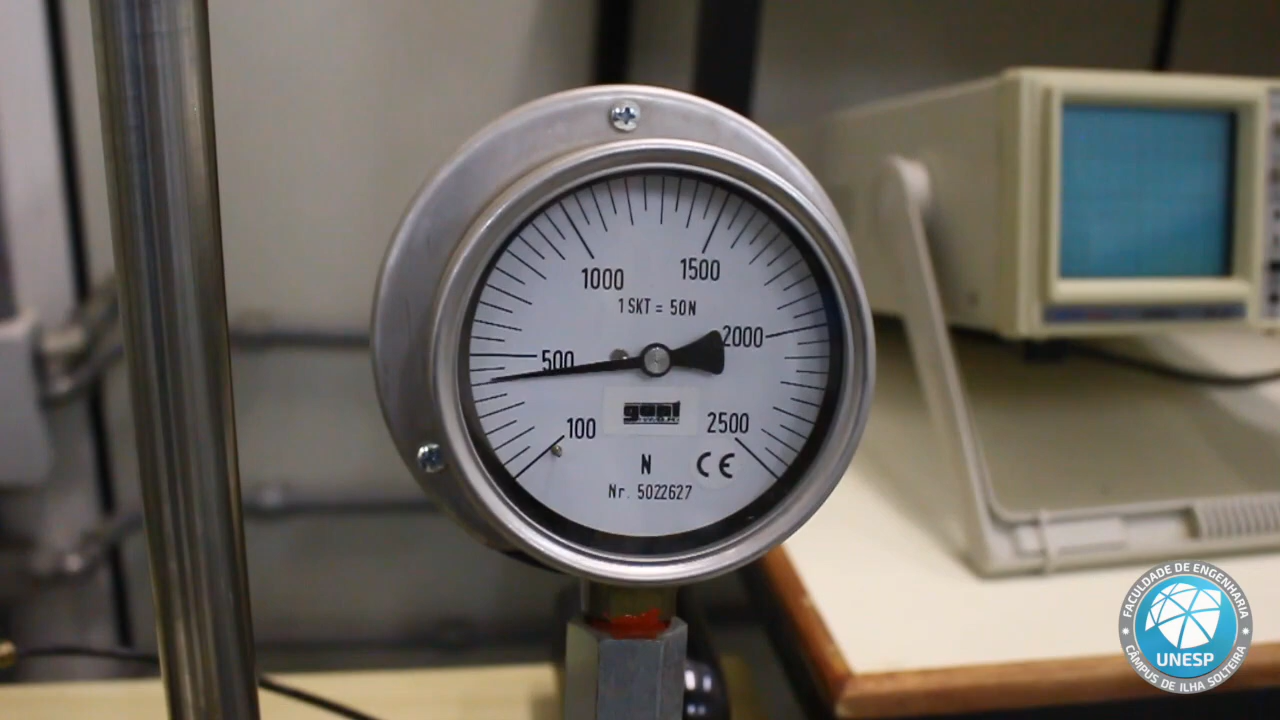 1000
1500
1 SKT = 50N
500
2000
100
2500
N
CE
Nr. 5022627
FACULDADE DE ENGENHARIA
UNESP
CÂMPUS DE ILHA SOLTEIRA